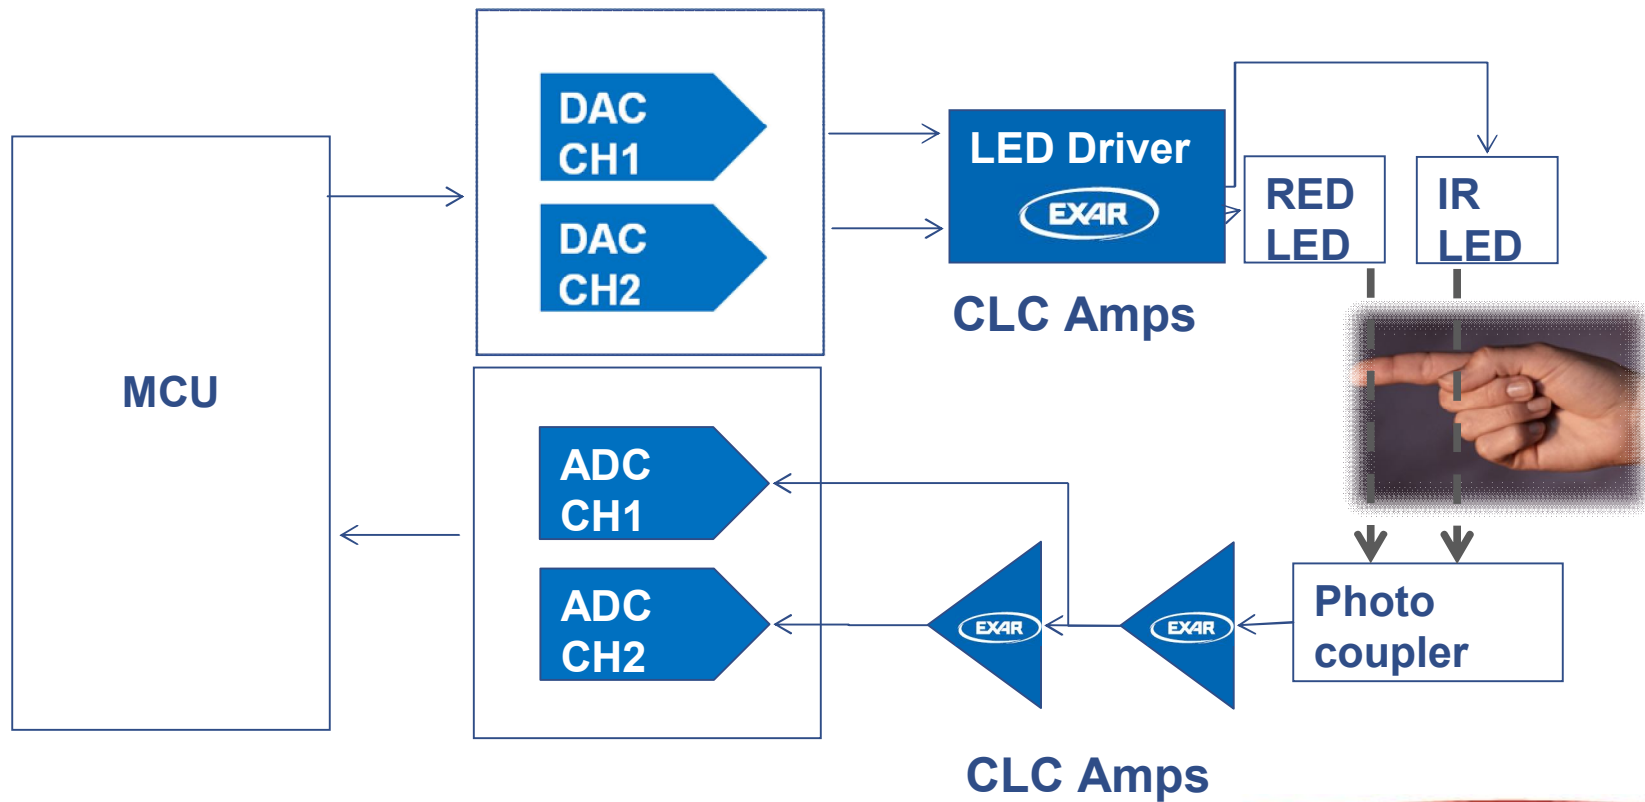 DAC
CH1
DAC
CH2
LED Driver
EXAR
RED
LED
IR
LED
CLC Amps
MCU
ADC
CH1
ADC
CH2
EXAR
EXAR
Photo
coupler
CLC Amps